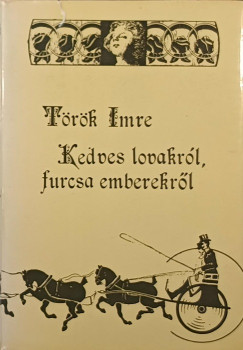 Török Imre
Kedves lovakról,
furcsa emberekről